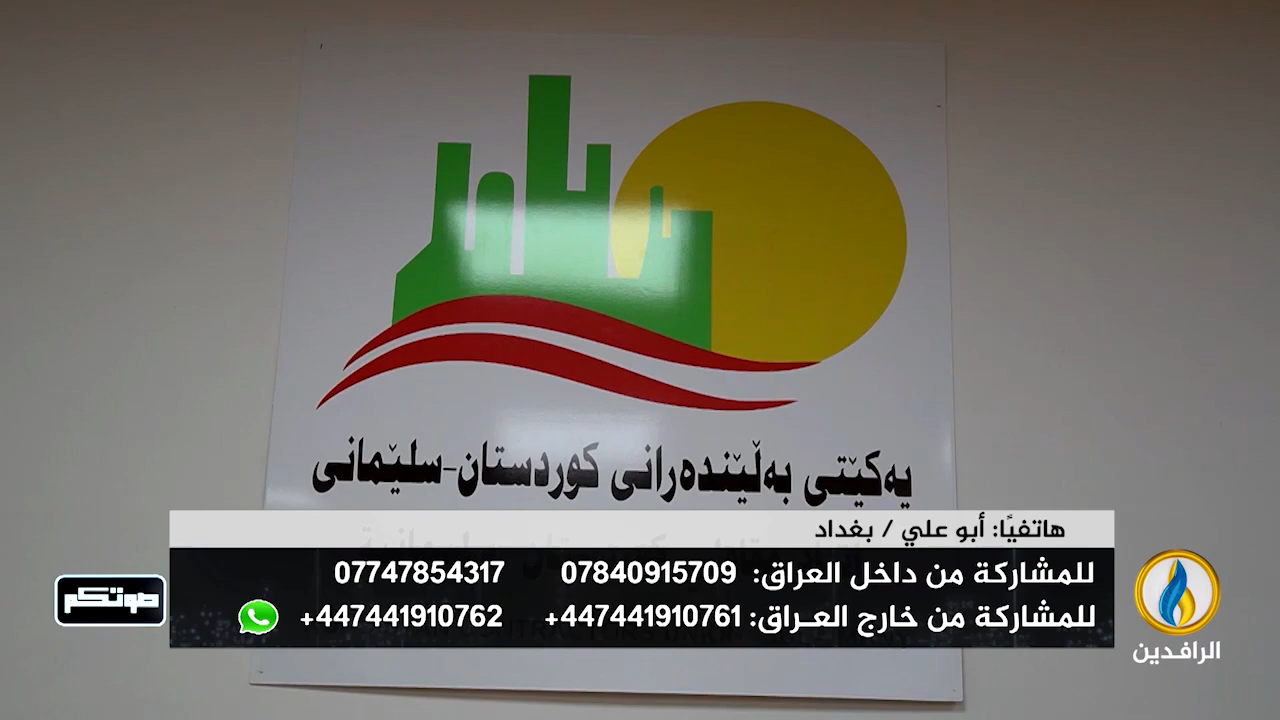 یەکێتی بەڵێندەرانی کوردستان-سلێمانی
هاتفيًا: أبو علي / بغداد
للمشاركة من داخل العراق: 07840915709 07747854317
للمشاركة من خارج العـراق: 447441910761+ 447441910762+
صوتكم
الرافدين